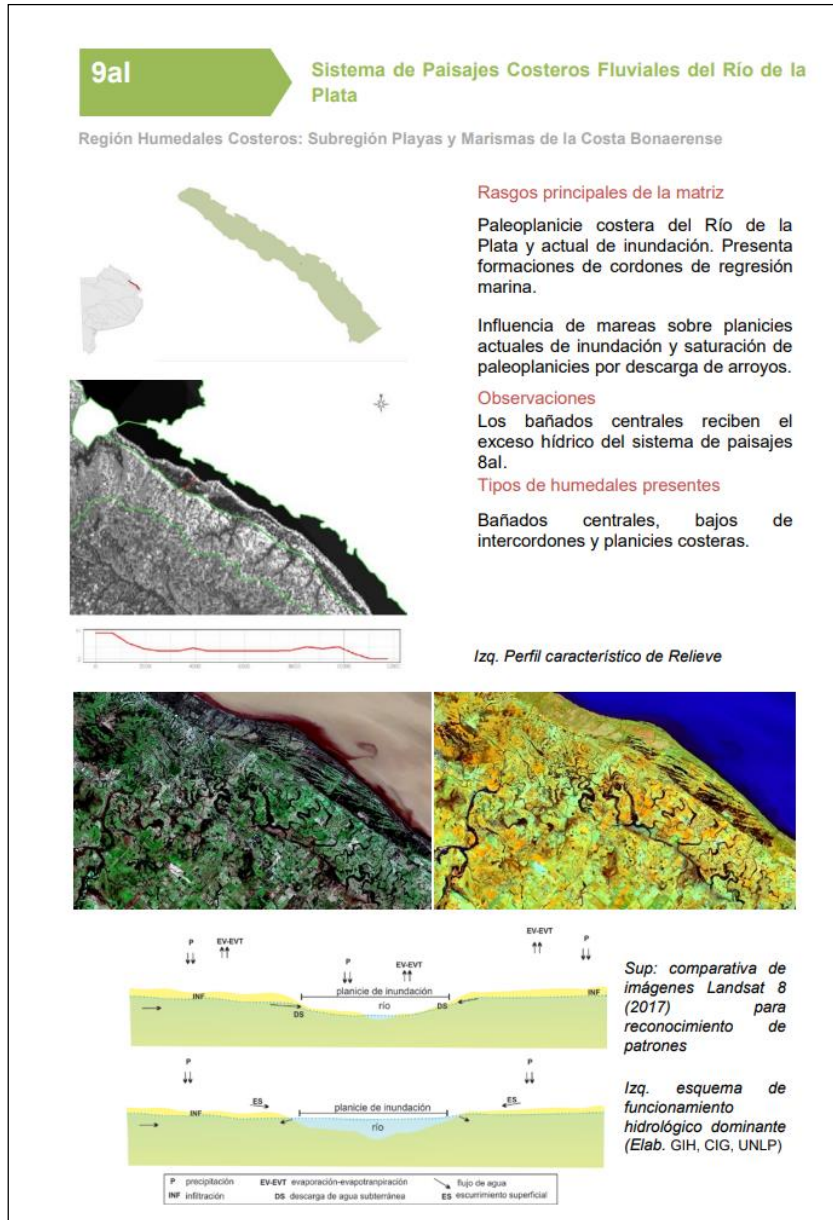 9al
Sistema de Paisajes Costeros Fluviales del Río de la
Plata
Región Humedales Costeros: Subregión Playas y Marismas de la Costa Bonaerense
Rasgos principales de la matriz
Paleoplanicie costera del Río de la
Plata y actual de inundación. Presenta
formaciones de cordones de regresión
marina.
Influencia de mareas sobre planicies
actuales de inundación y saturación de
paleoplanicies por descarga de arroyos.
Observaciones
Los bañados centrales reciben el
exceso hídrico del sistema de paisajes
8al.
Tipos de humedales presentes
Bañados centrales, bajos de
intercordones y planicies costeras.
Izq. Perfil característico de Relieve
P
EV-EVT
P
EV-EVT
EV-EVT
P
planicie de inundación
INF
río
DS
DS
INF
Sup: comparativa de
imágenes Landsat 8
(2017) para
reconocimiento de
patrones
P
P
ES
ES
planicie de inundación
INF
río
Izq. esquema de
funcionamiento
hidrológico dominante
(Elab. GIH, CIG, UNLP)
P precipitación EV-EVT evaporación-evapotranpiración flujo de agua
INF infiltración DS descarga de agua subterránea ES escurrimiento superficial